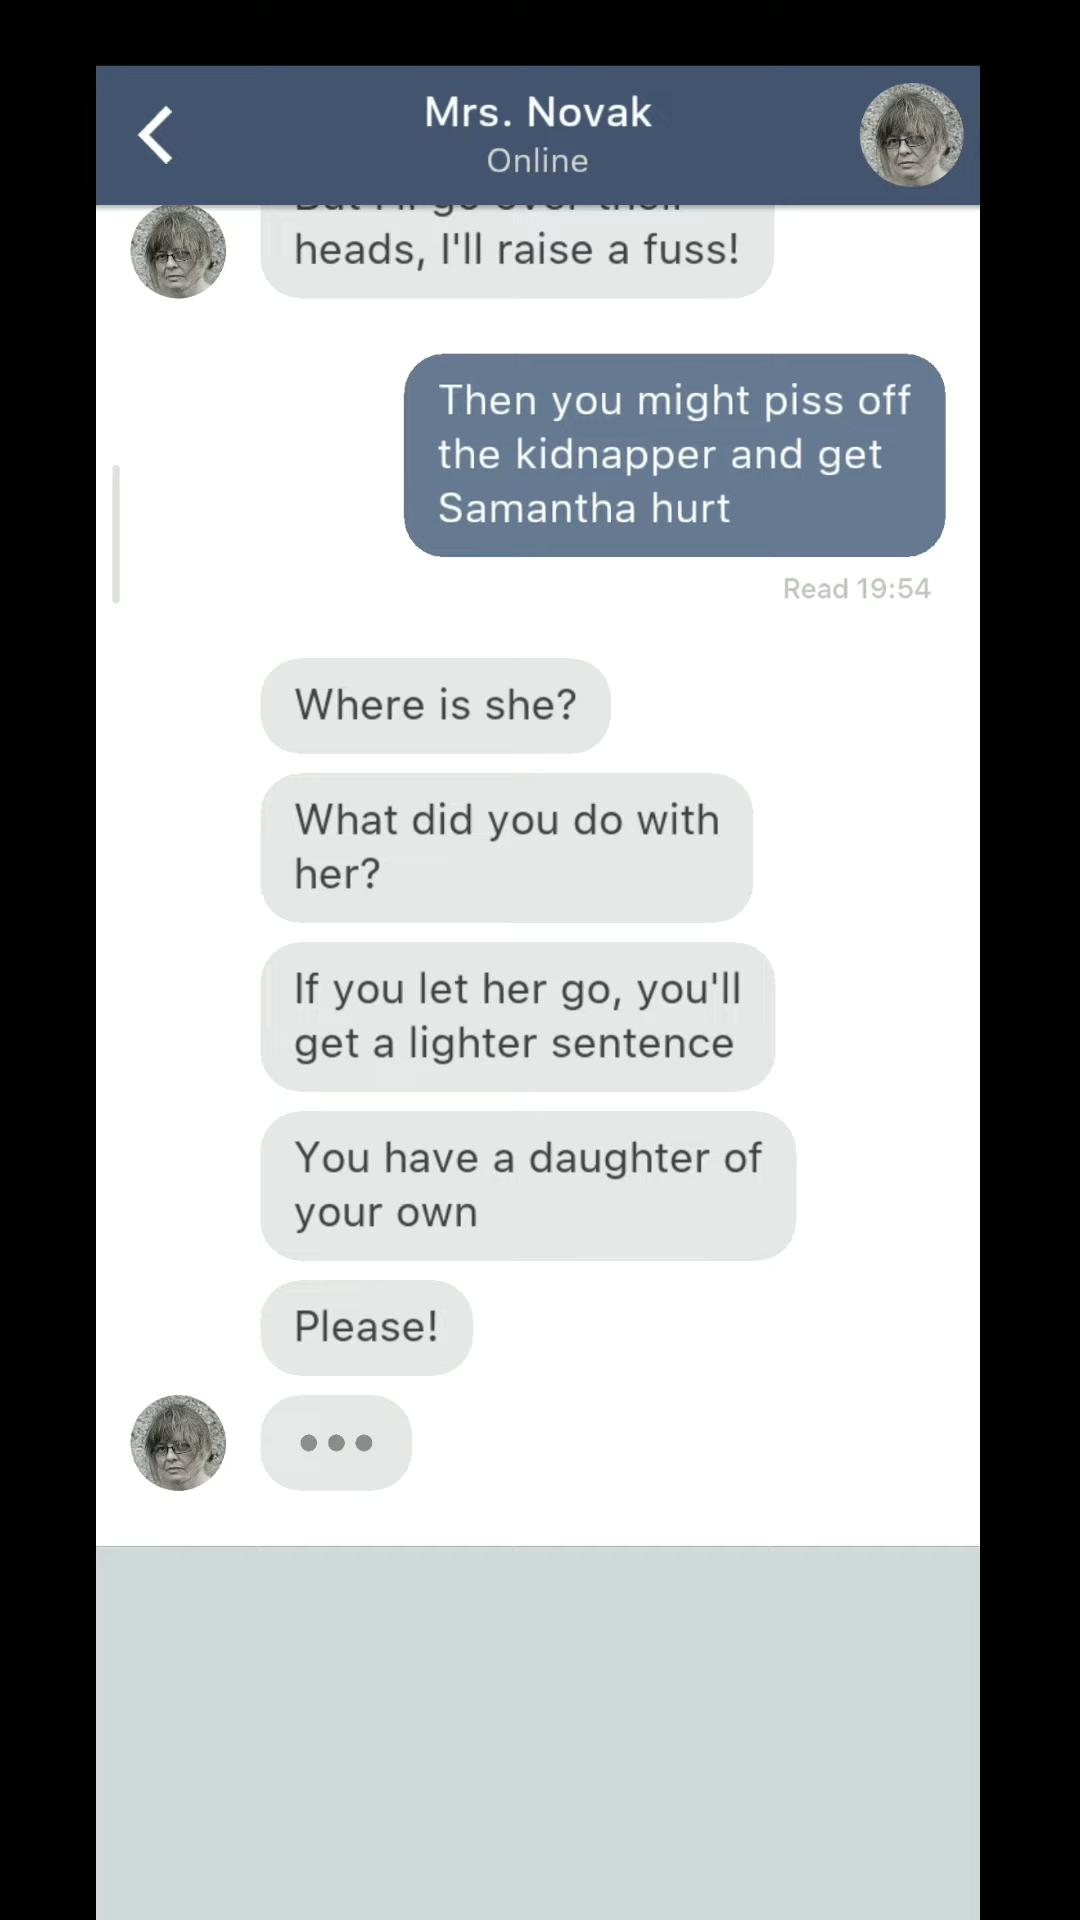 Mrs. Novak
Online
heads, I'll raise a fuss!
Then you might piss off
the kidnapper and get
Samantha hurt
Read 19:54
Where is she?
What did you do with
her?
If you let her go, you'll
get a lighter sentence
You have a daughter of
your own
Please!